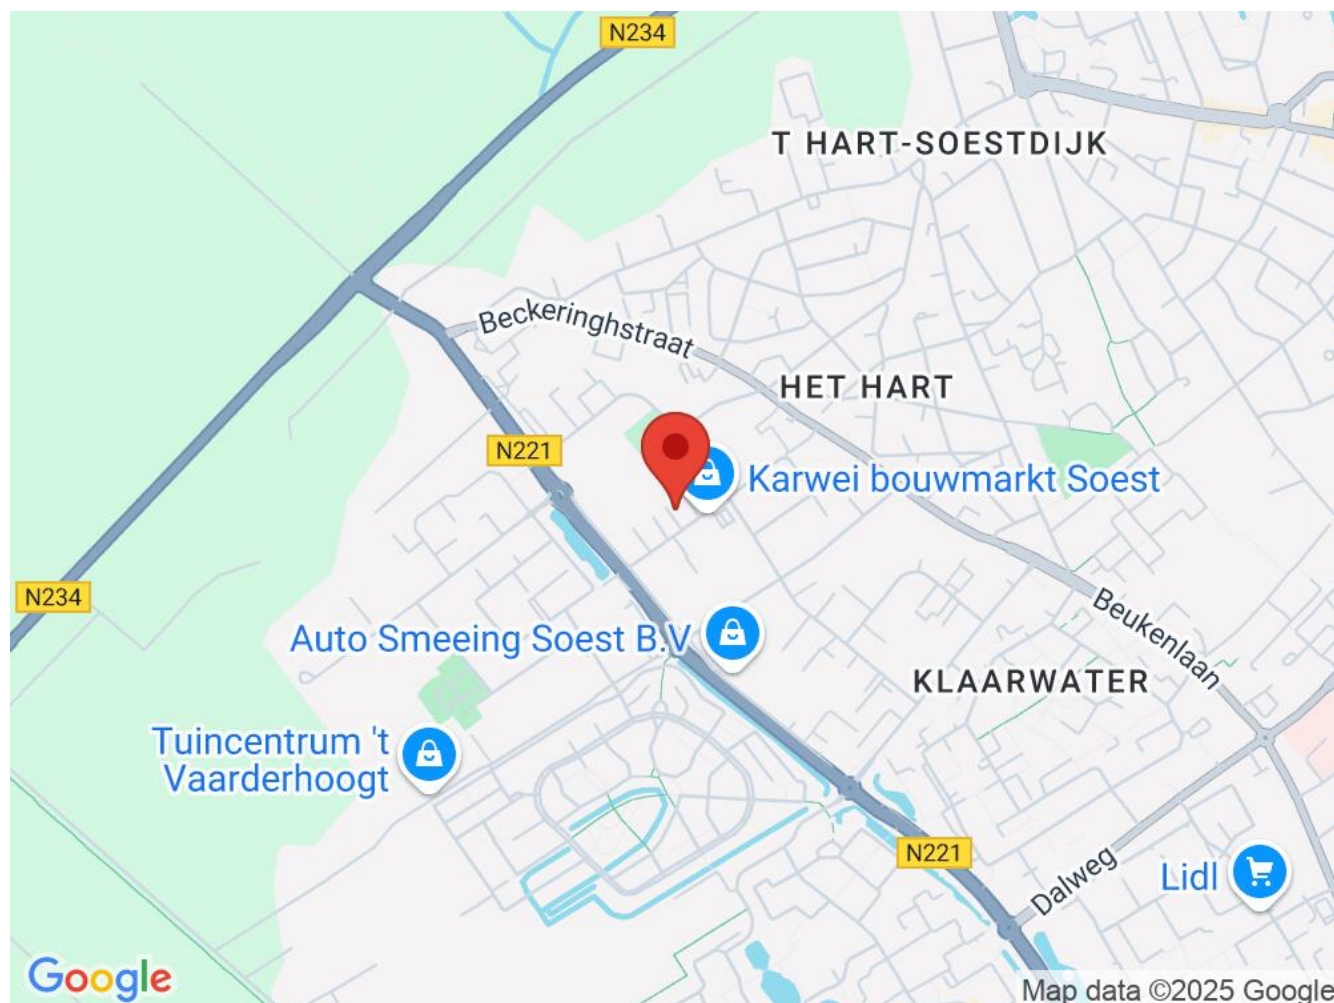 N234
T HART-SOESTDIJK
Beckeringhstraat
HET HART
N221
Karwei bouwmarkt Soest
N234
Beukenlaan
Auto Smeeing Soest B.V
KLAARWATER
Tuincentrum 't
Vaarderhoogt
N221
Dalweg
Lidl
Google
Map data ©2025 Google